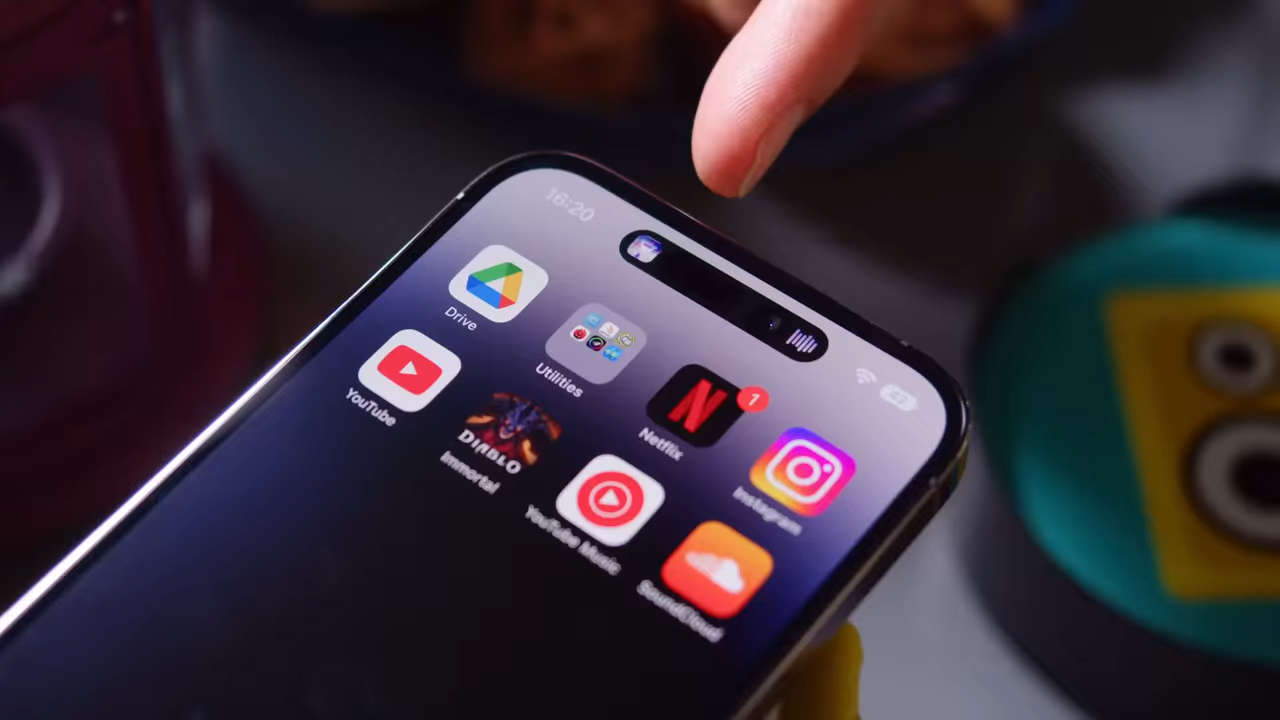 16:20
Drive
Utilities
Netflix
1
Instagram
YouTube
DIABLO
Immortal
YouTube Music
SoundCloud